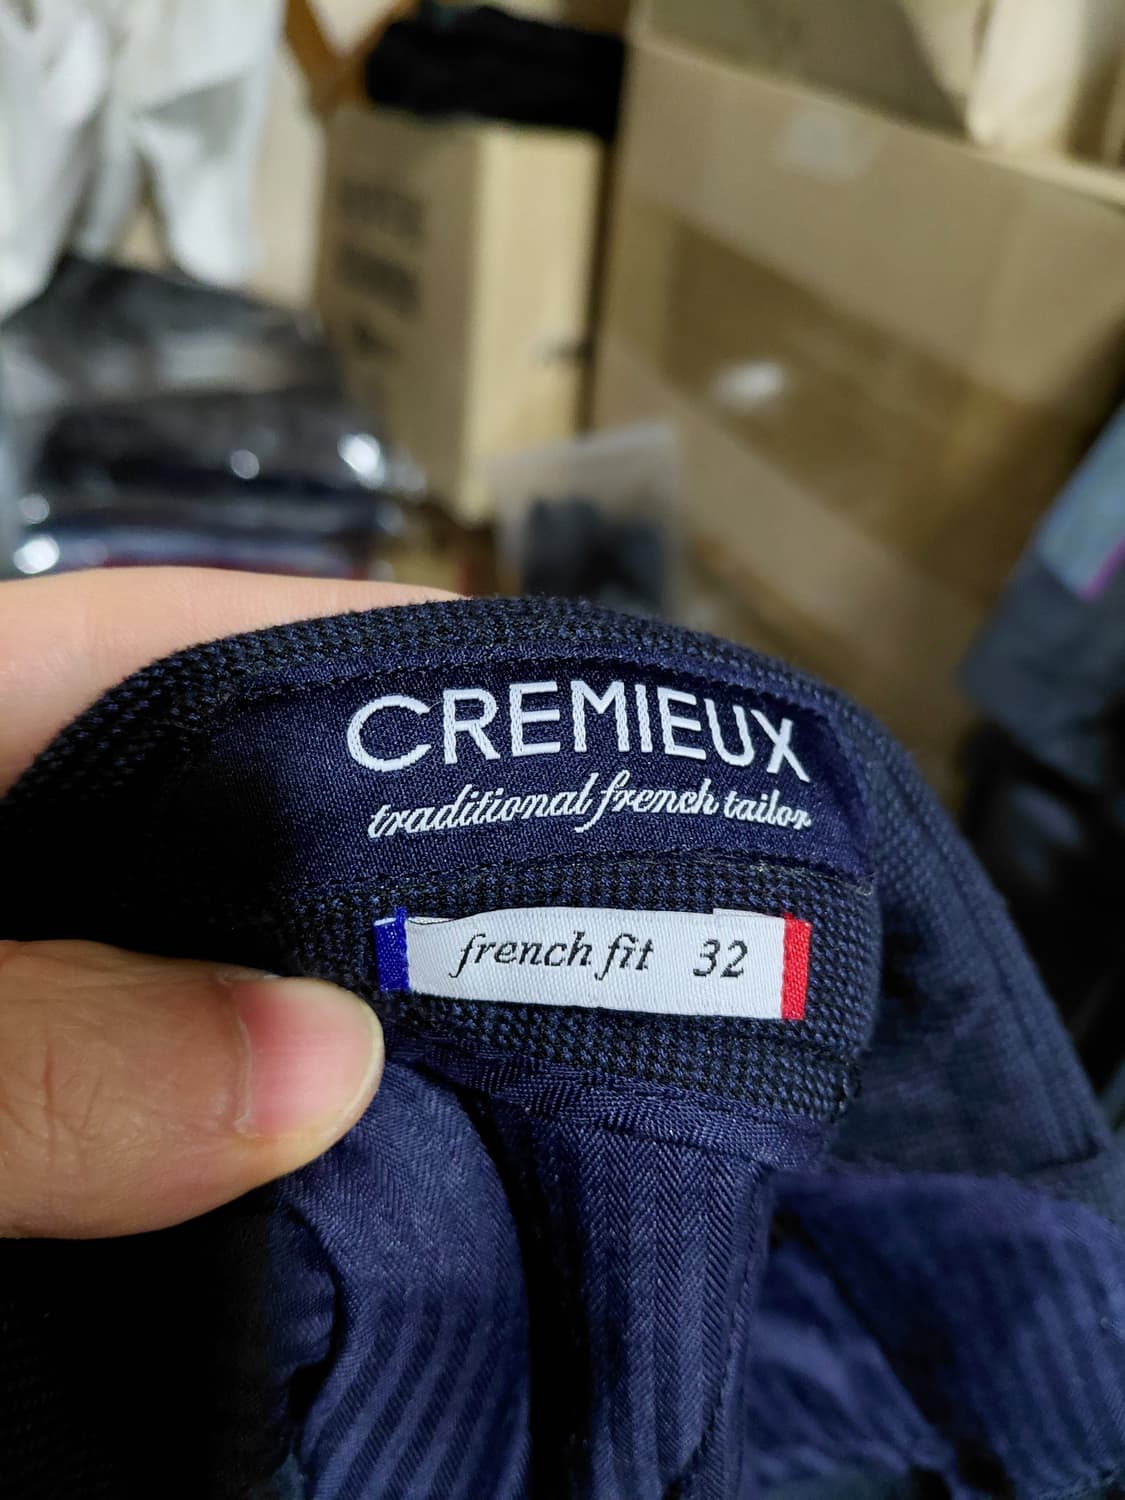 CREMIEUX
traditional french tailor
french fit 32